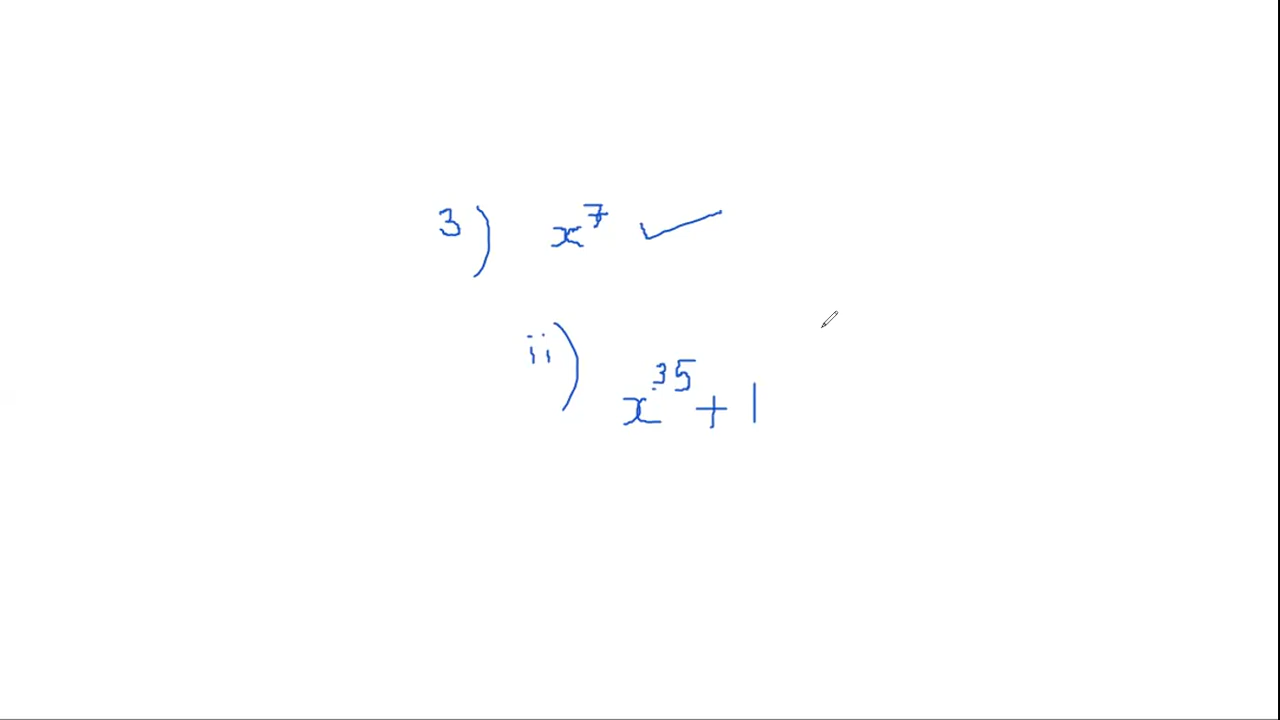 3) x⁷ ✓
ii) x³⁵ + 1